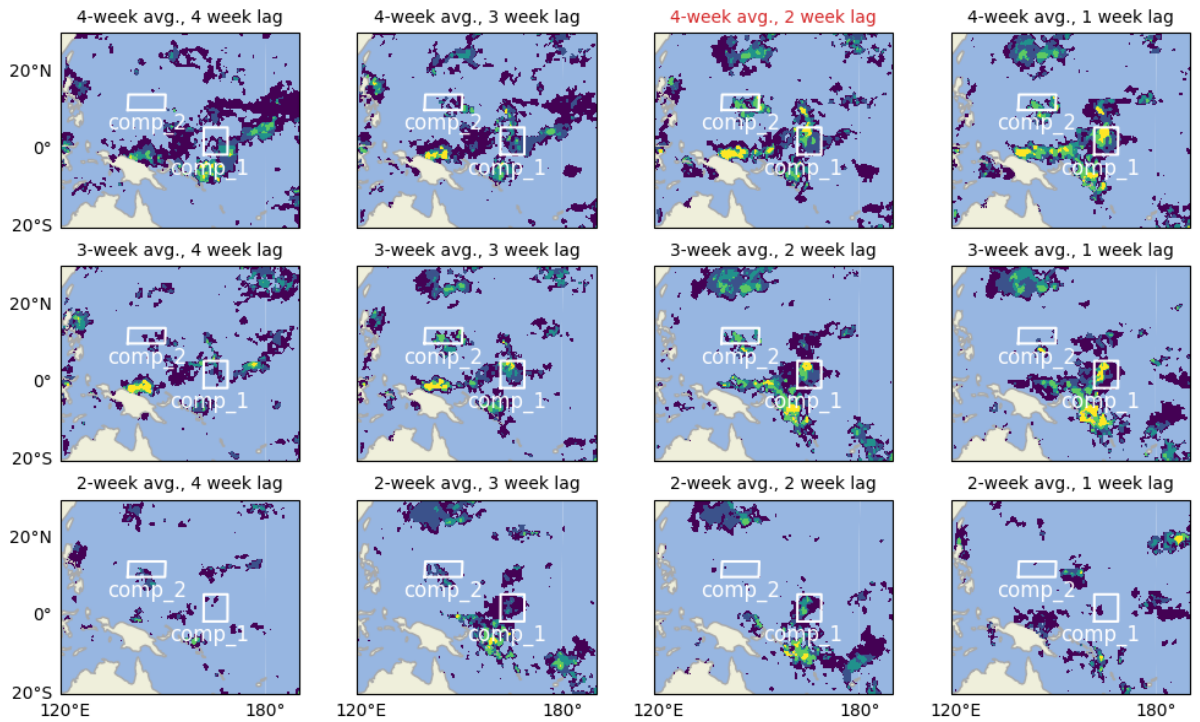 4-week avg., 4 week lag
4-week avg., 3 week lag
4-week avg., 2 week lag
4-week avg., 1 week lag
20°N
0°
20°S
comp_2
comp_1
comp_2
comp_1
comp_2
comp_1
comp_2
comp_1
3-week avg., 4 week lag
3-week avg., 3 week lag
3-week avg., 2 week lag
3-week avg., 1 week lag
20°N
0°
20°S
comp_2
comp_1
comp_2
comp_1
comp_2
comp_1
comp_2
comp_1
2-week avg., 4 week lag
2-week avg., 3 week lag
2-week avg., 2 week lag
2-week avg., 1 week lag
20°N
0°
20°S
comp_2
comp_1
comp_2
comp_1
comp_2
comp_1
comp_2
comp_1
120°E
180°
120°E
180°
120°E
180°
120°E
180°